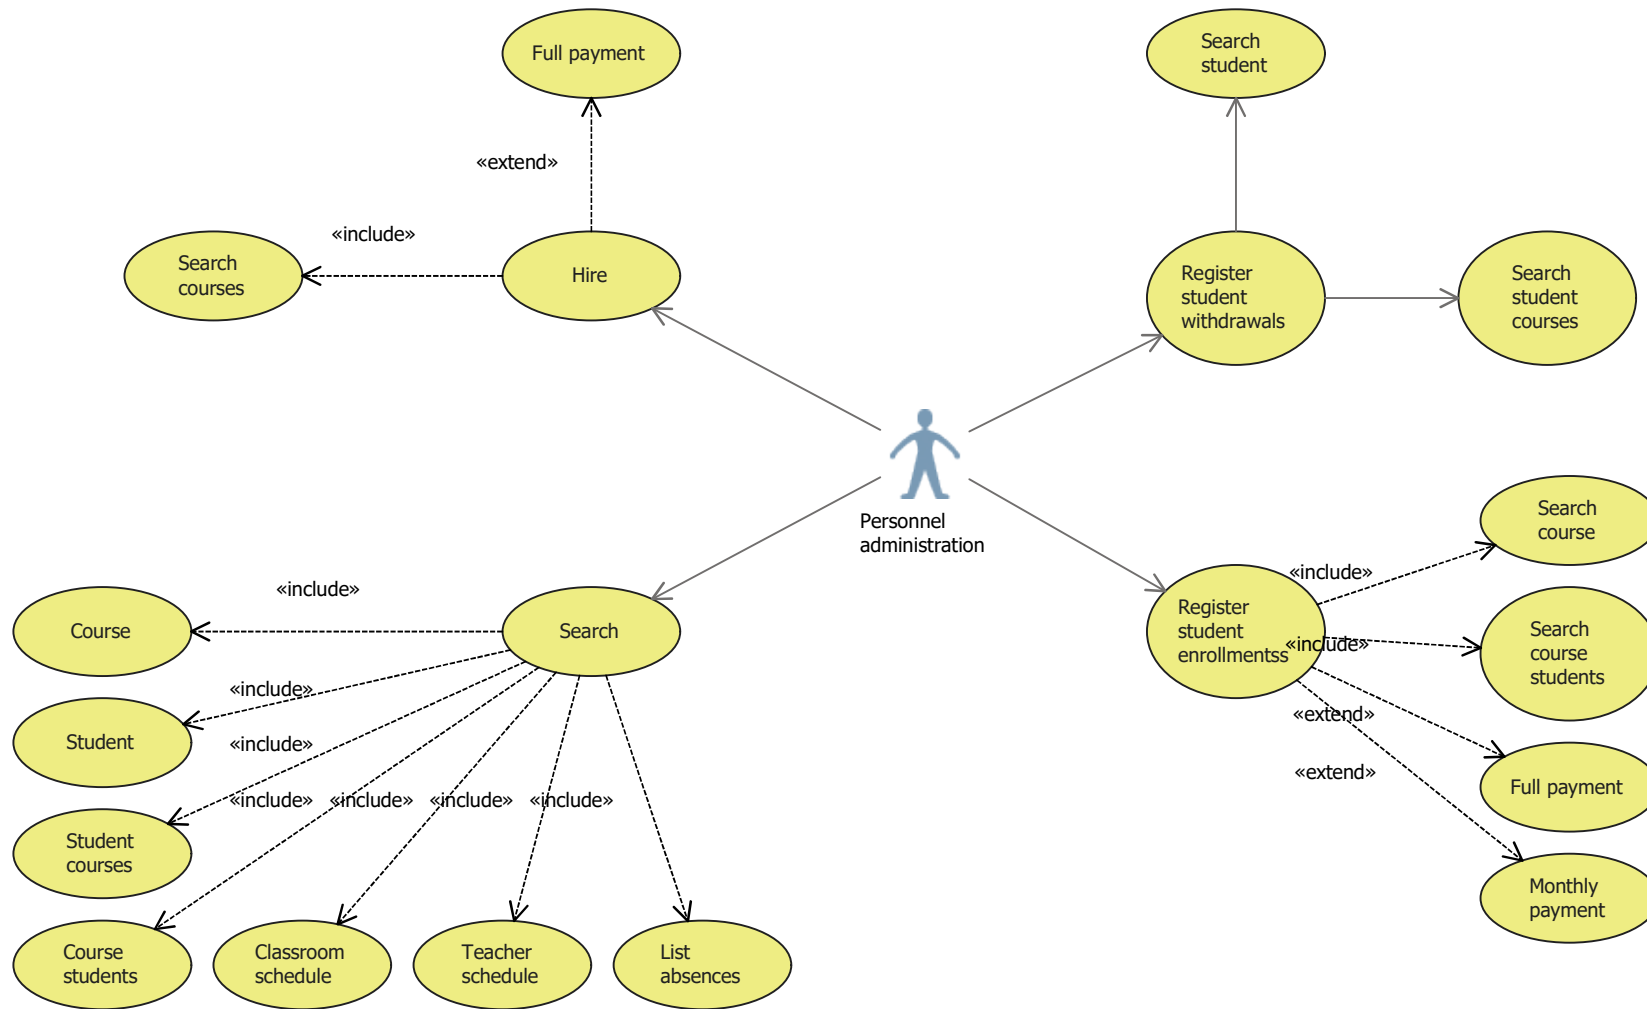 Full payment
Search
student
«extend»
«include»
Search
courses
Hire
Register
student
withdrawals
Search
student
courses
Personnel
administration
Search
course
«include»
Register
student
enrollmentss
«include»
Search
course
students
«extend»
«extend»
Full payment
Monthly
payment
«include»
Course
Search
«include»
Student
«include»
«include»
«include»
«include»
«include»
Student
courses
Course
students
Classroom
schedule
Teacher
schedule
List
absences